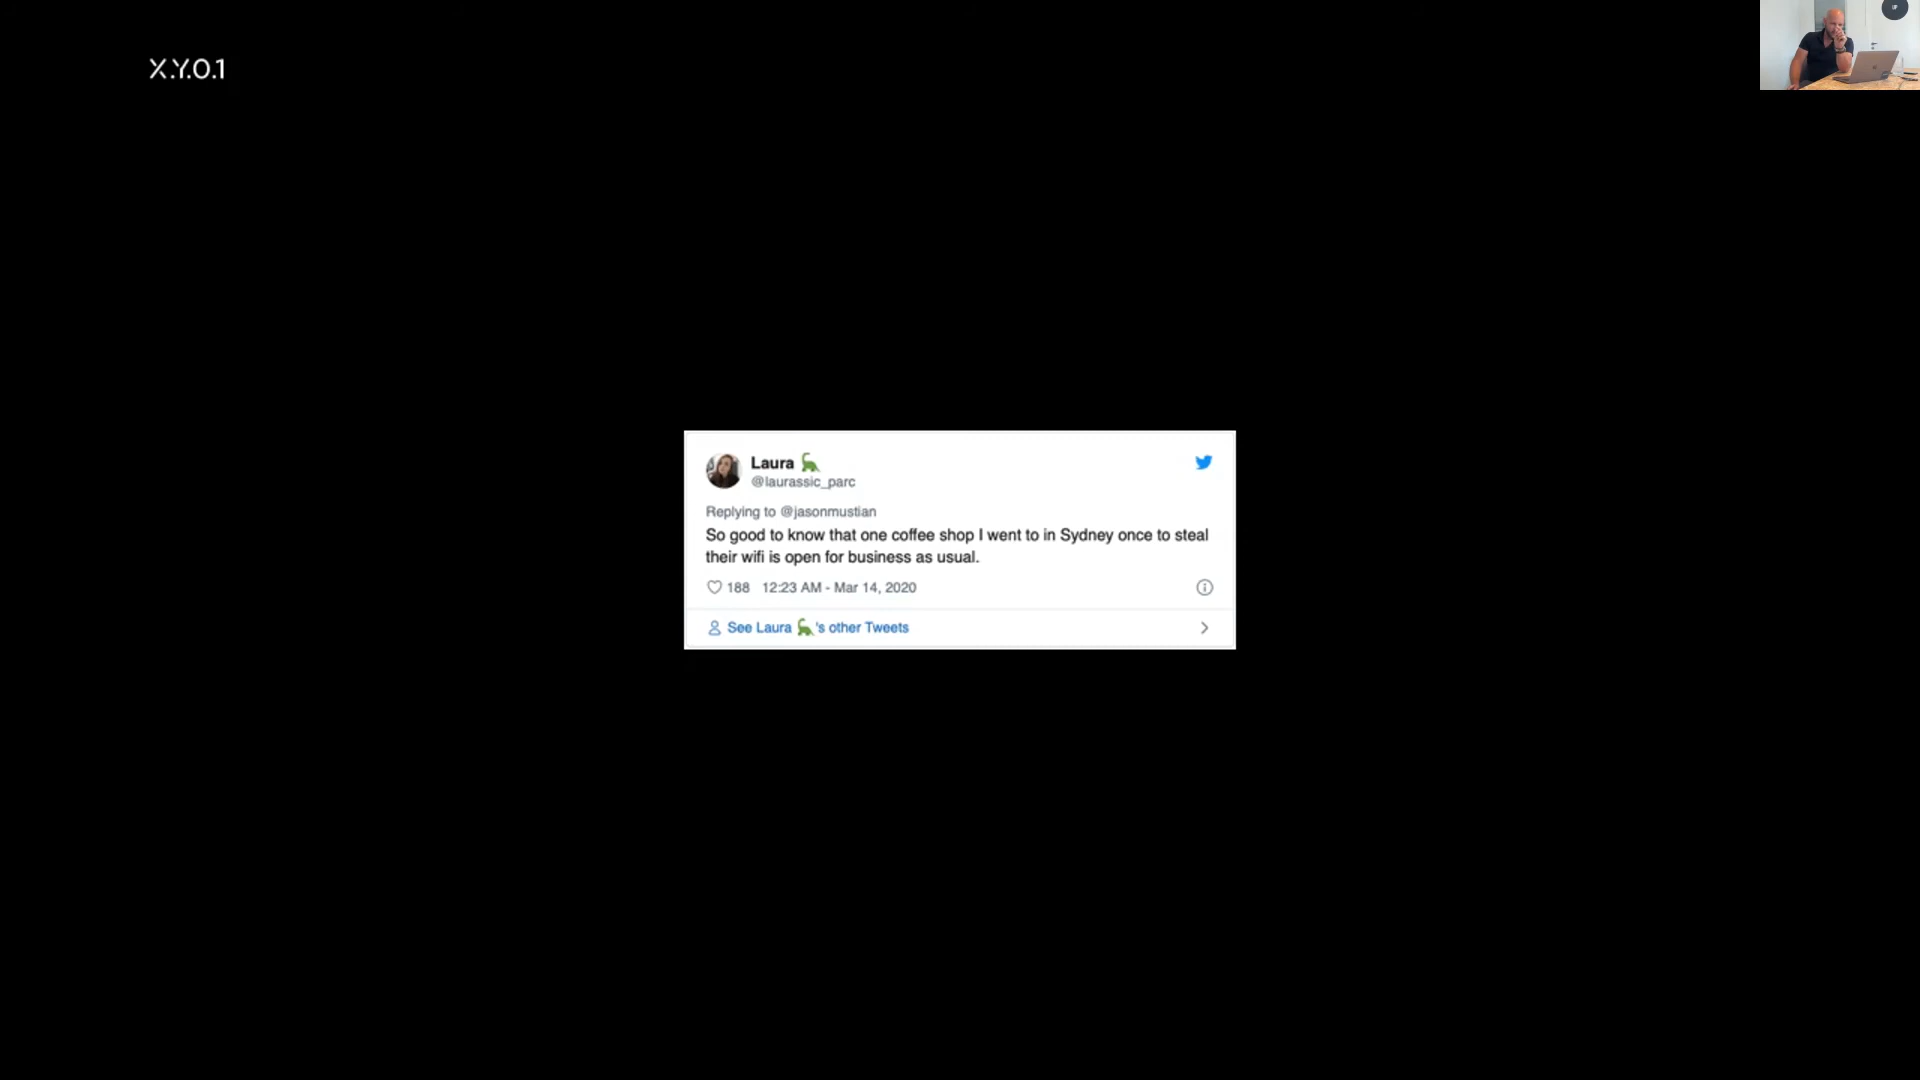 X.Y.0.1
Laura 🦕
@laurassic_parc
Replying to @jasonmustian
So good to know that one coffee shop I went to in Sydney once to steal
their wifi is open for business as usual.
188 12:23 AM - Mar 14, 2020
See Laura 🦕's other Tweets